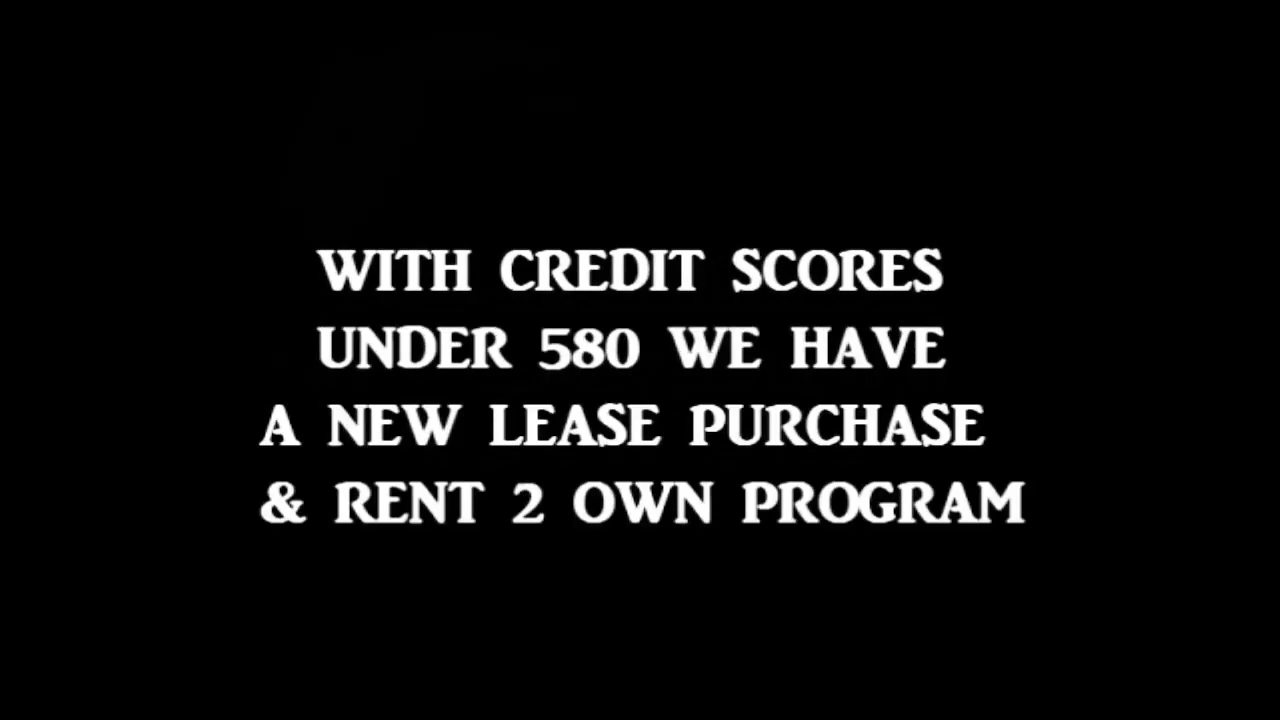 WITH CREDIT SCORES
UNDER 580 WE HAVE
A NEW LEASE PURCHASE
& RENT 2 OWN PROGRAM